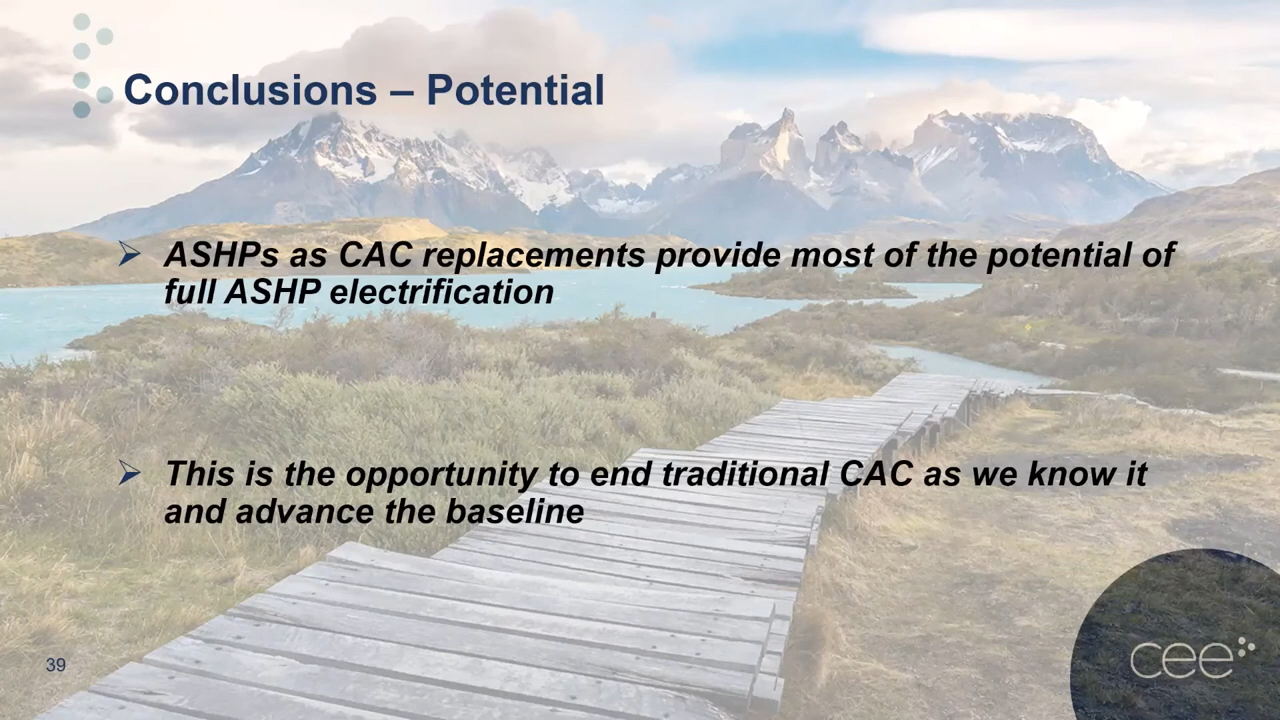 Conclusions – Potential
ASHPs as CAC replacements provide most of the potential of
full ASHP electrification
This is the opportunity to end traditional CAC as we know it
and advance the baseline
39
cee